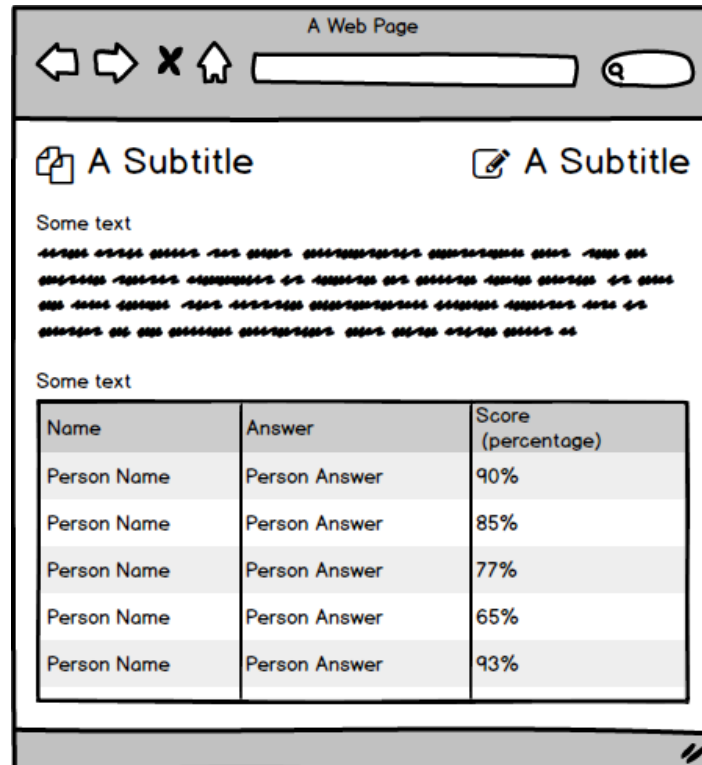 A Web Page
A Subtitle
A Subtitle
Some text
Some text
Name Answer Score
(percentage)
Person Name Person Answer 90%
Person Name Person Answer 85%
Person Name Person Answer 77%
Person Name Person Answer 65%
Person Name Person Answer 93%